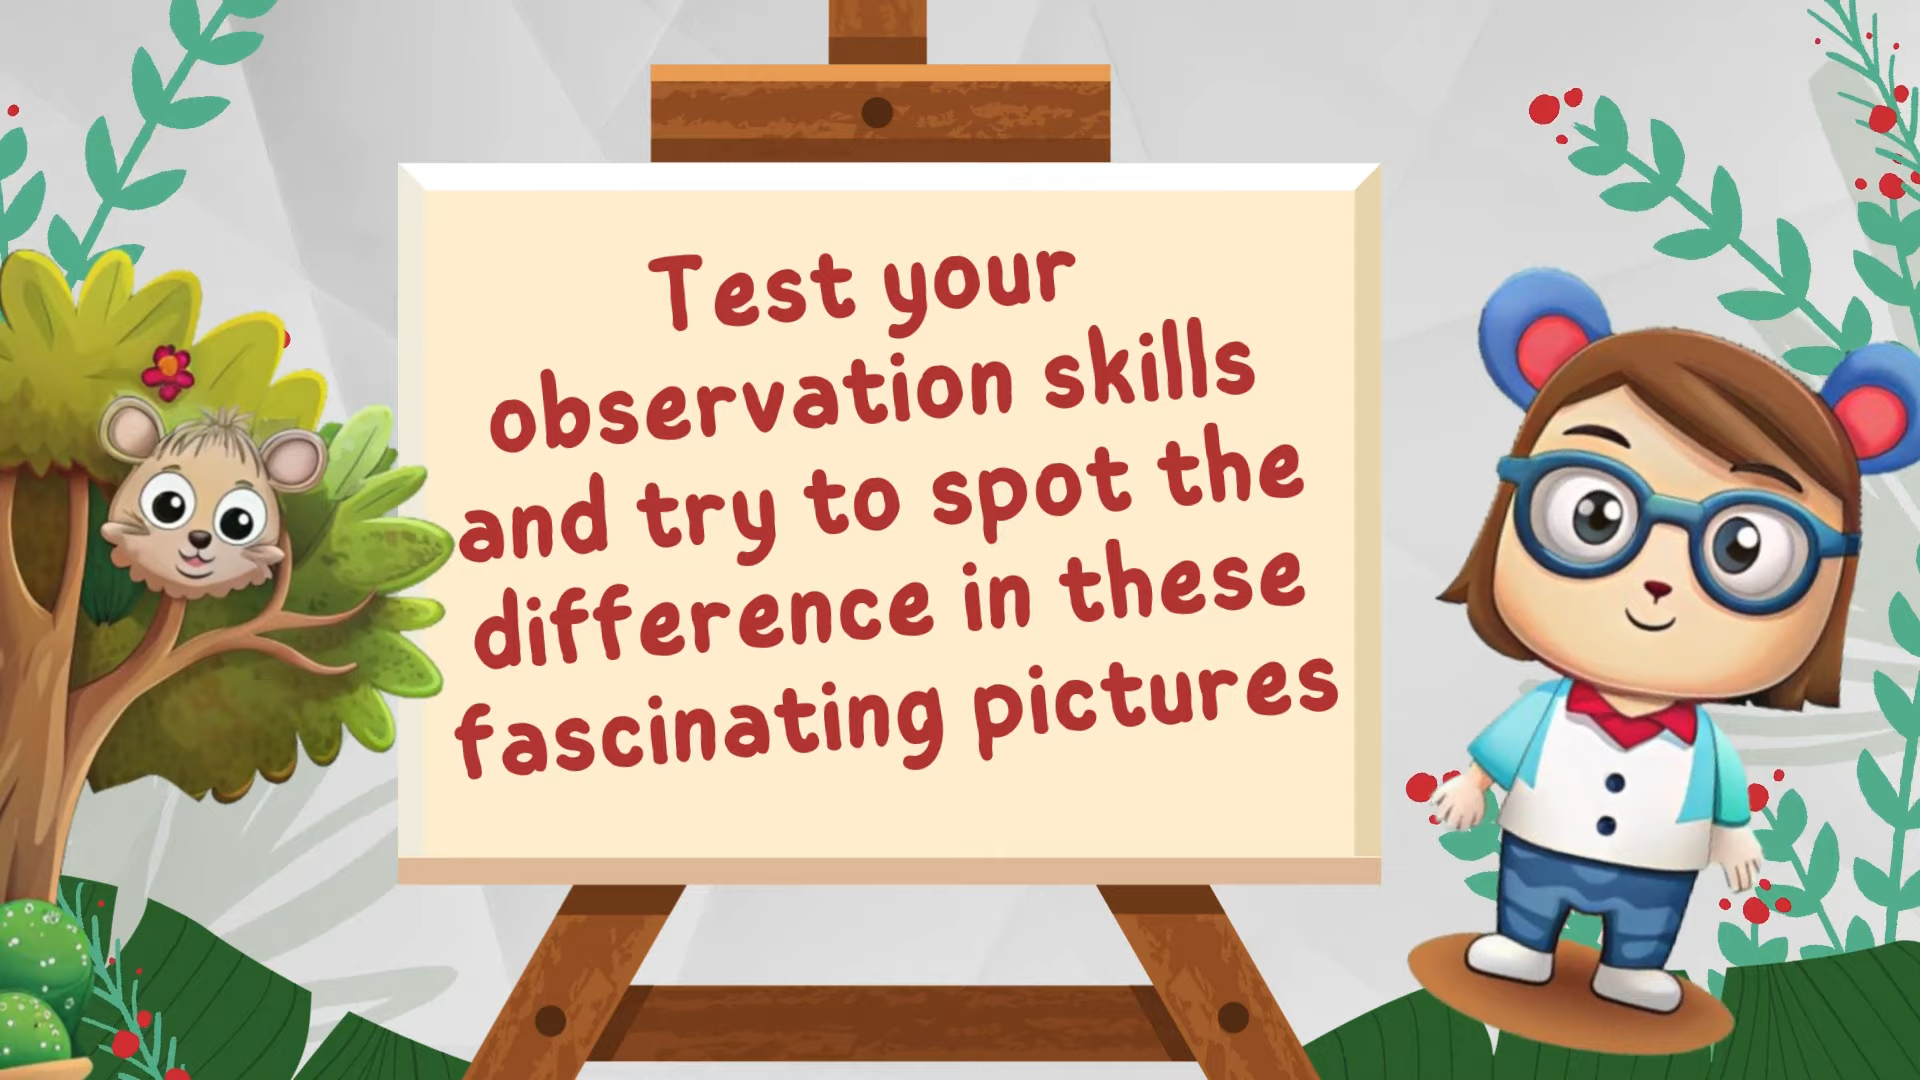 Test your
observation skills
and try to spot the
difference in these
fascinating pictures